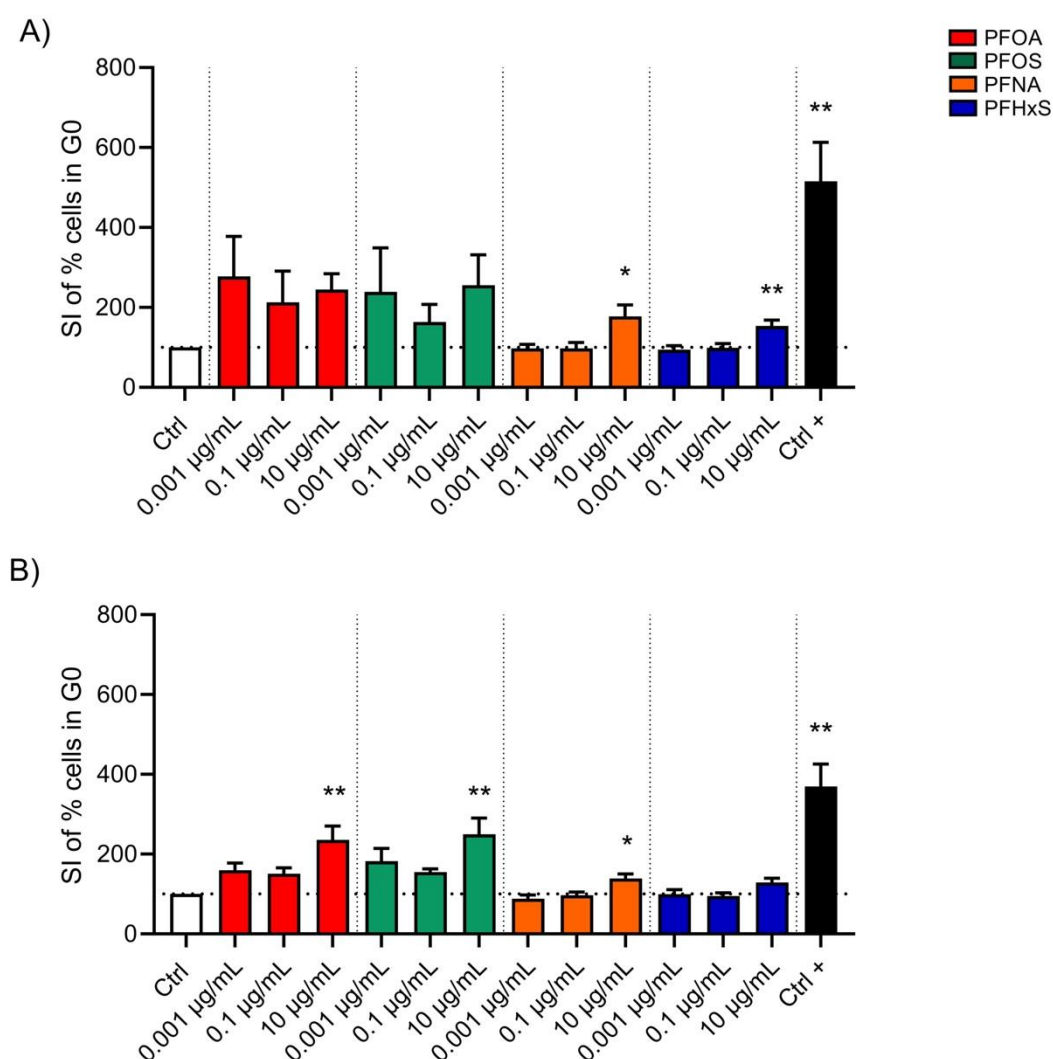 A)
PFOA
PFOS
PFNA
PFHxS
SI of % cells in G0
800
600
400
200
0
*
**
**
Ctrl
0.001 µg/mL
0.1 µg/mL
10 µg/mL
0.001 µg/mL
0.1 µg/mL
10 µg/mL
0.001 µg/mL
0.1 µg/mL
10 µg/mL
0.001 µg/mL
0.1 µg/mL
10 µg/mL
Ctrl +
B)
SI of % cells in G0
800
600
400
200
0
**
**
*
**
Ctrl
0.001 µg/mL
0.1 µg/mL
10 µg/mL
0.001 µg/mL
0.1 µg/mL
10 µg/mL
0.001 µg/mL
0.1 µg/mL
10 µg/mL
0.001 µg/mL
0.1 µg/mL
10 µg/mL
Ctrl +